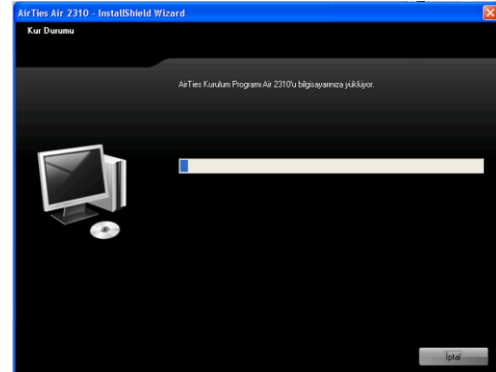 AirTies Air 2310 - InstallShield Wizard
Kur Durumu
AirTies Kurulum Programı Air 2310'u bilgisayarınıza yüklüyor.
İptal